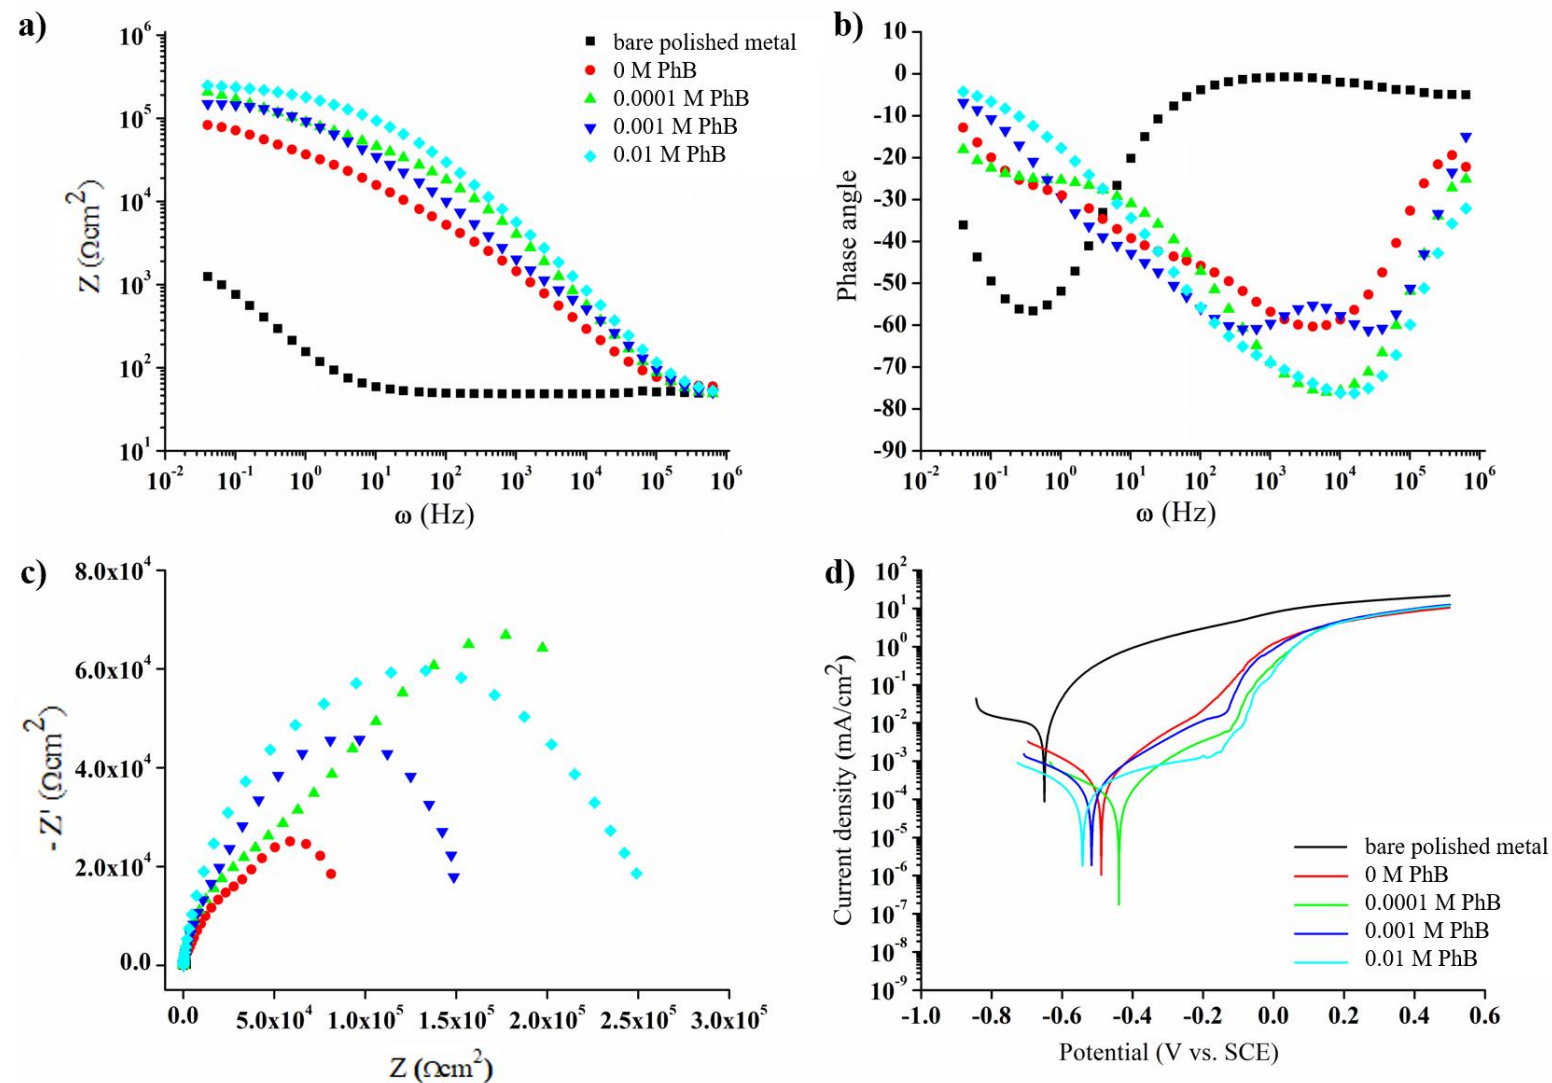 a)
10^6
10^5
10^4
10^3
10^2
10^1
Z (Ωcm^2)
10^-2 10^-1 10^0 10^1 10^2 10^3 10^4 10^5 10^6
ω (Hz)
bare polished metal
0 M PhB
0.0001 M PhB
0.001 M PhB
0.01 M PhB
b)
10
0
-10
-20
-30
-40
-50
-60
-70
-80
-90
Phase angle
10^-2 10^-1 10^0 10^1 10^2 10^3 10^4 10^5 10^6
ω (Hz)
c)
8.0x10^4
6.0x10^4
4.0x10^4
2.0x10^4
0.0
-Z' (Ωcm^2)
0.0 5.0x10^4 1.0x10^5 1.5x10^5 2.0x10^5 2.5x10^5 3.0x10^5
Z (Ωcm^2)
d)
10^2
10^1
10^0
10^-1
10^-2
10^-3
10^-4
10^-5
10^-6
10^-7
10^-8
10^-9
Current density (mA/cm^2)
-1.0 -0.8 -0.6 -0.4 -0.2 0.0 0.2 0.4 0.6
Potential (V vs. SCE)
bare polished metal
0 M PhB
0.0001 M PhB
0.001 M PhB
0.01 M PhB